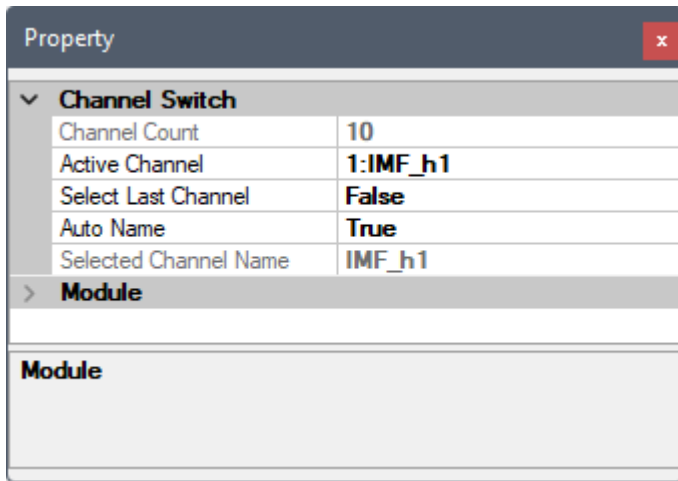 Property
x
Channel Switch
Channel Count 10
Active Channel 1:IMF_h1
Select Last Channel False
Auto Name True
Selected Channel Name IMF_h1
Module
Module